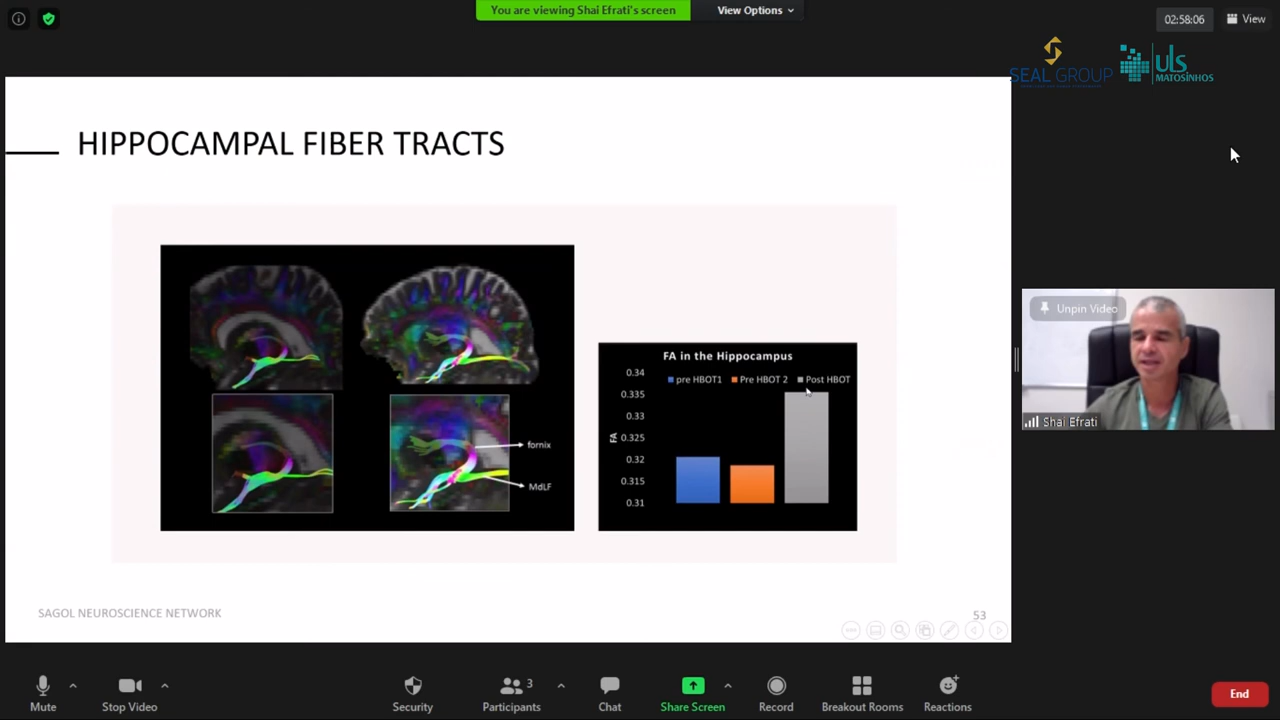 You are viewing Shai Efrati's screen
View Options
02:58:06
View
SEAL GROUP
uls
MATOSINHOS
HIPPOCAMPAL FIBER TRACTS
fornix
MdLF
FA in the Hippocampus
pre HBOT1
Pre HBOT 2
Post HBOT
0.34
0.335
0.33
0.325
0.32
0.315
0.31
FA
Unpin Video
Shai Efrati
SAGOL NEUROSCIENCE NETWORK
53
Mute
Stop Video
Security
3
Participants
Chat
Share Screen
Record
Breakout Rooms
Reactions
End